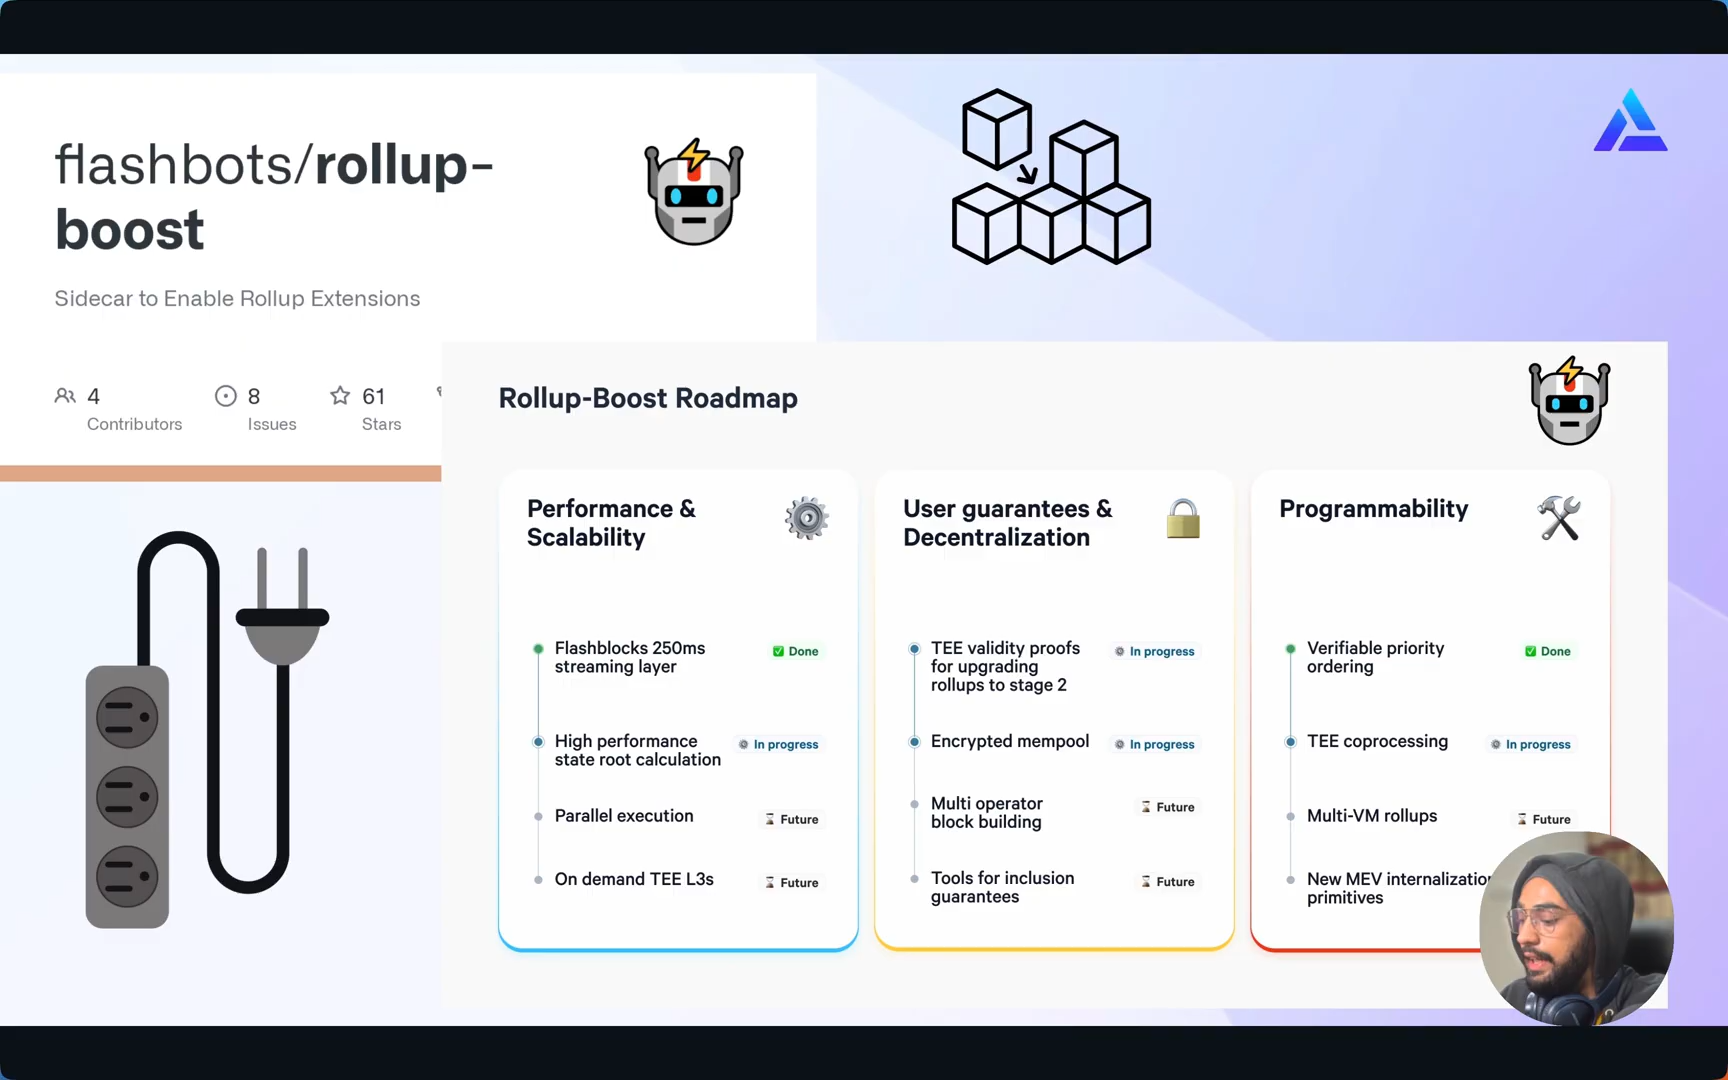 flashbots/rollup-
boost
Sidecar to Enable Rollup Extensions
4
Contributors
8
Issues
61
Stars
Rollup-Boost Roadmap
Performance &
Scalability
Flashblocks 250ms
streaming layer
Done
High performance
state root calculation
In progress
Parallel execution
Future
On demand TEE L3s
Future
User guarantees &
Decentralization
TEE validity proofs
for upgrading
rollups to stage 2
In progress
Encrypted mempool
In progress
Multi operator
block building
Future
Tools for inclusion
guarantees
Future
Programmability
Verifiable priority
ordering
Done
TEE coprocessing
In progress
Multi-VM rollups
Future
New MEV internalization
primitives